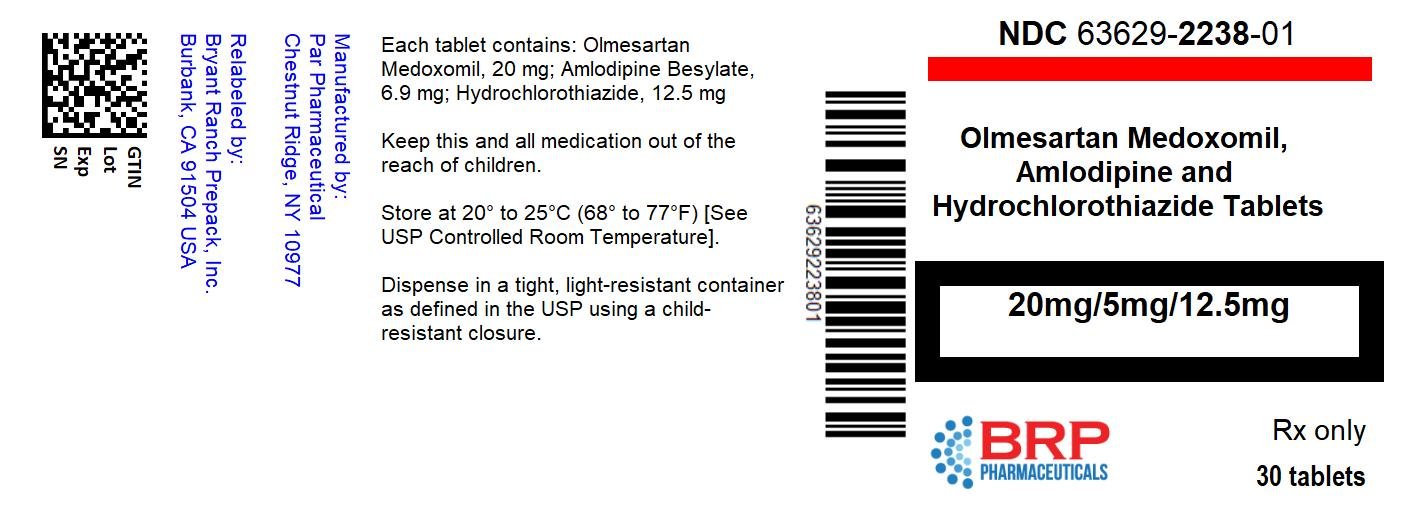 GTIN
Lot
Exp
SN
Relabeled by:
Bryant Ranch Prepack, Inc.
Burbank, CA 91504 USA
Manufactured by:
Par Pharmaceutical
Chestnut Ridge, NY 10977
Each tablet contains: Olmesartan
Medoxomil, 20 mg; Amlodipine Besylate,
6.9 mg; Hydrochlorothiazide, 12.5 mg
Keep this and all medication out of the
reach of children.
Store at 20° to 25°C (68° to 77°F) [See
USP Controlled Room Temperature].
Dispense in a tight, light-resistant container
as defined in the USP using a child-
resistant closure.
63629223801
NDC 63629-2238-01
Olmesartan Medoxomil,
Amlodipine and
Hydrochlorothiazide Tablets
20mg/5mg/12.5mg
BRP
PHARMACEUTICALS
Rx only
30 tablets